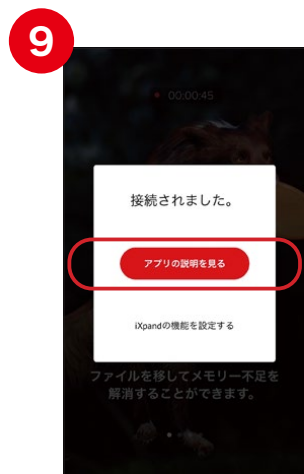 9
00:00:45
接続されました。
アプリの説明を見る
iXpandの機能を設定する
ファイルを移してメモリー不足を
解消することができます。